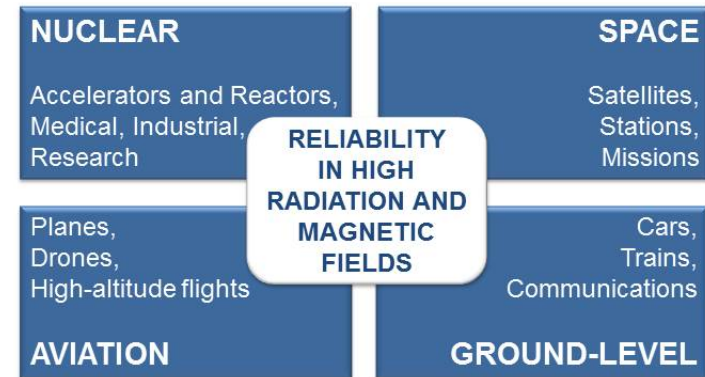 NUCLEAR
Accelerators and Reactors,
Medical, Industrial,
Research
SPACE
Satellites,
Stations,
Missions
RELIABILITY
IN HIGH
RADIATION AND
MAGNETIC
FIELDS
Planes,
Drones,
High-altitude flights
AVIATION
Cars,
Trains,
Communications
GROUND-LEVEL